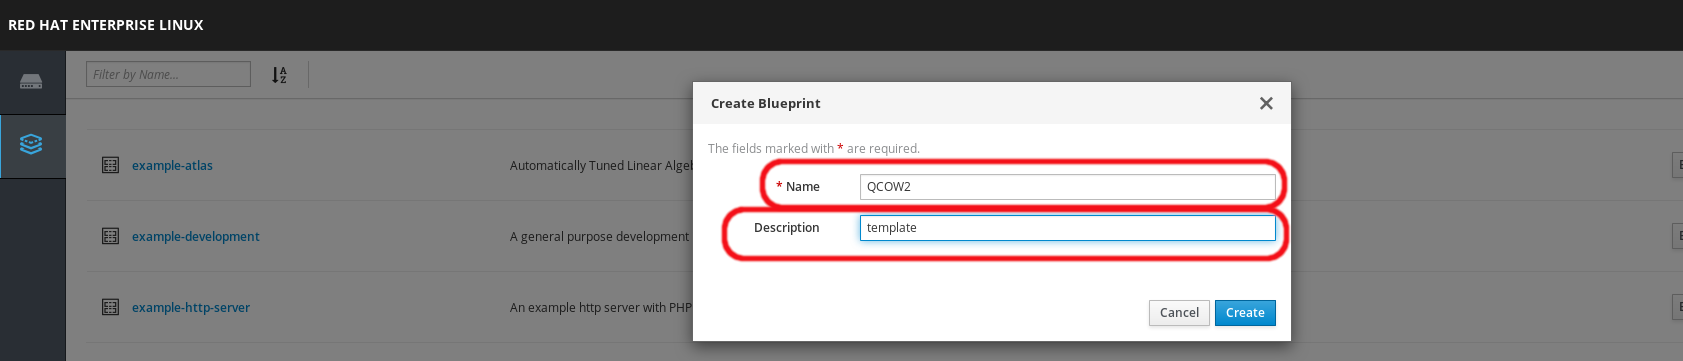 RED HAT ENTERPRISE LINUX
Filter by Name...
A
Z
Create Blueprint
The fields marked with * are required.
example-atlas
Automatically Tuned Linear Alge
* Name
QCOW2
example-development
A general purpose development
Description
template
example-http-server
An example http server with PHP
Cancel
Create